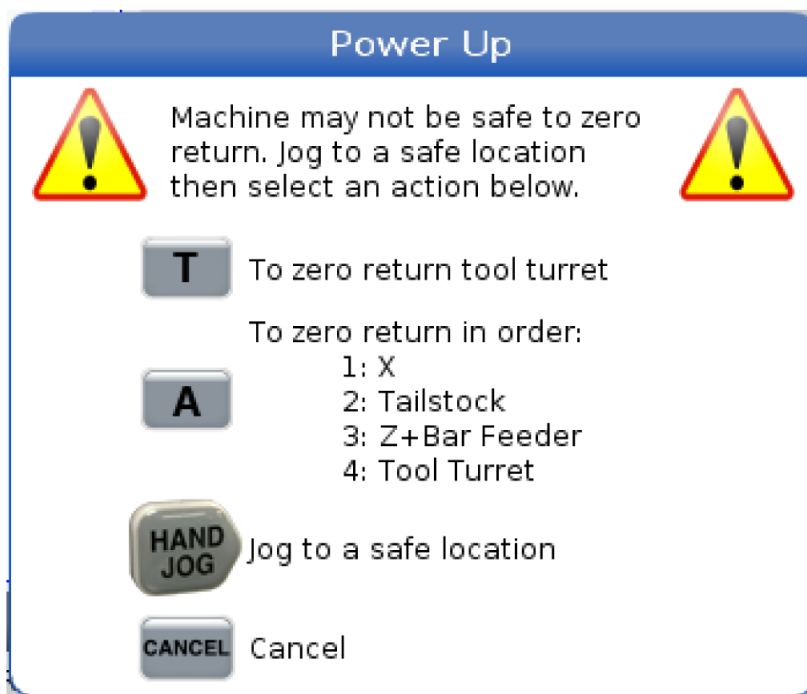 Power Up
Machine may not be safe to zero
return. Jog to a safe location
then select an action below.
T To zero return tool turret
To zero return in order:
1: X
A
2: Tailstock
3: Z+Bar Feeder
4: Tool Turret
HAND
JOG
Jog to a safe location
CANCEL Cancel